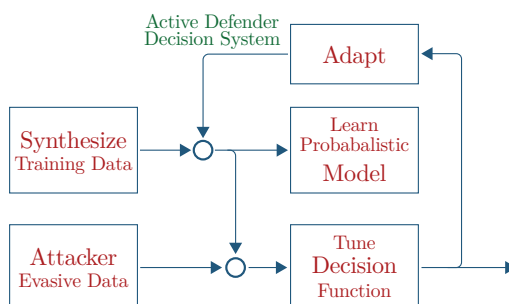 Active Defender
Decision System
Adapt
Synthesize
Training Data
Learn
Probabalistic
Model
Attacker
Evasive Data
Tune
Decision
Function